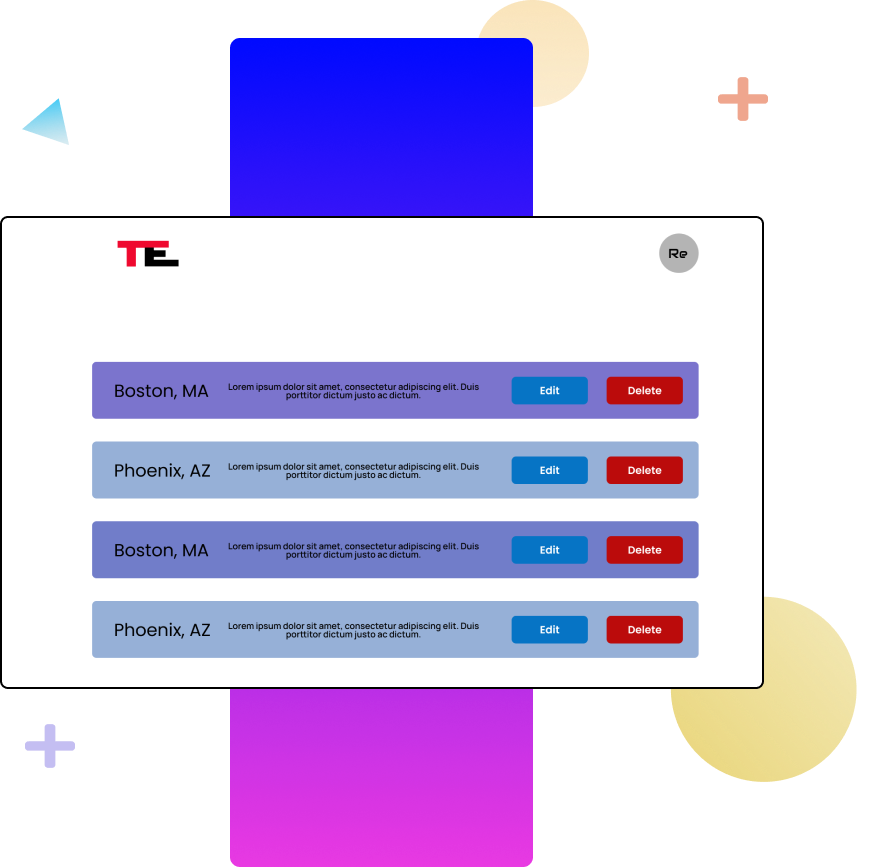 TE
Re
Boston, MA
Lorem ipsum dolor sit amet, consectetur adipiscing elit. Duis
porttitor dictum justo ac dictum.
Edit
Delete
Phoenix, AZ
Lorem ipsum dolor sit amet, consectetur adipiscing elit. Duis
porttitor dictum justo ac dictum.
Edit
Delete
Boston, MA
Lorem ipsum dolor sit amet, consectetur adipiscing elit. Duis
porttitor dictum justo ac dictum.
Edit
Delete
Phoenix, AZ
Lorem ipsum dolor sit amet, consectetur adipiscing elit. Duis
porttitor dictum justo ac dictum.
Edit
Delete